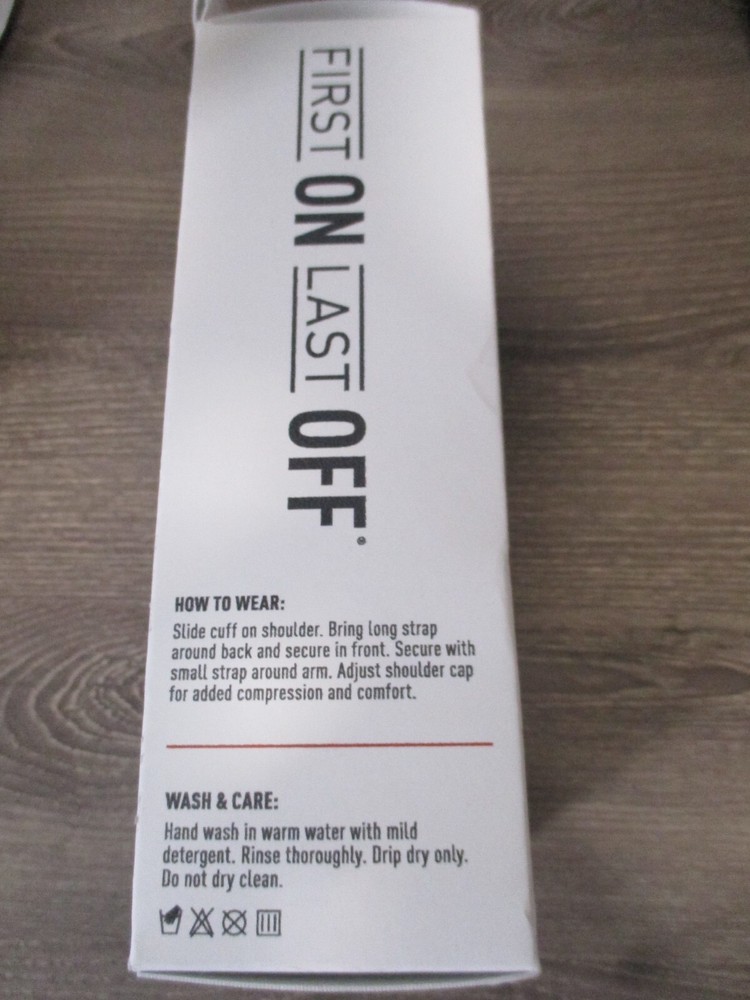 FIRST ON LAST OFF®
HOW TO WEAR:
Slide cuff on shoulder. Bring long strap
around back and secure in front. Secure with
small strap around arm. Adjust shoulder cap
for added compression and comfort.
WASH & CARE:
Hand wash in warm water with mild
detergent. Rinse thoroughly. Drip dry only.
Do not dry clean.